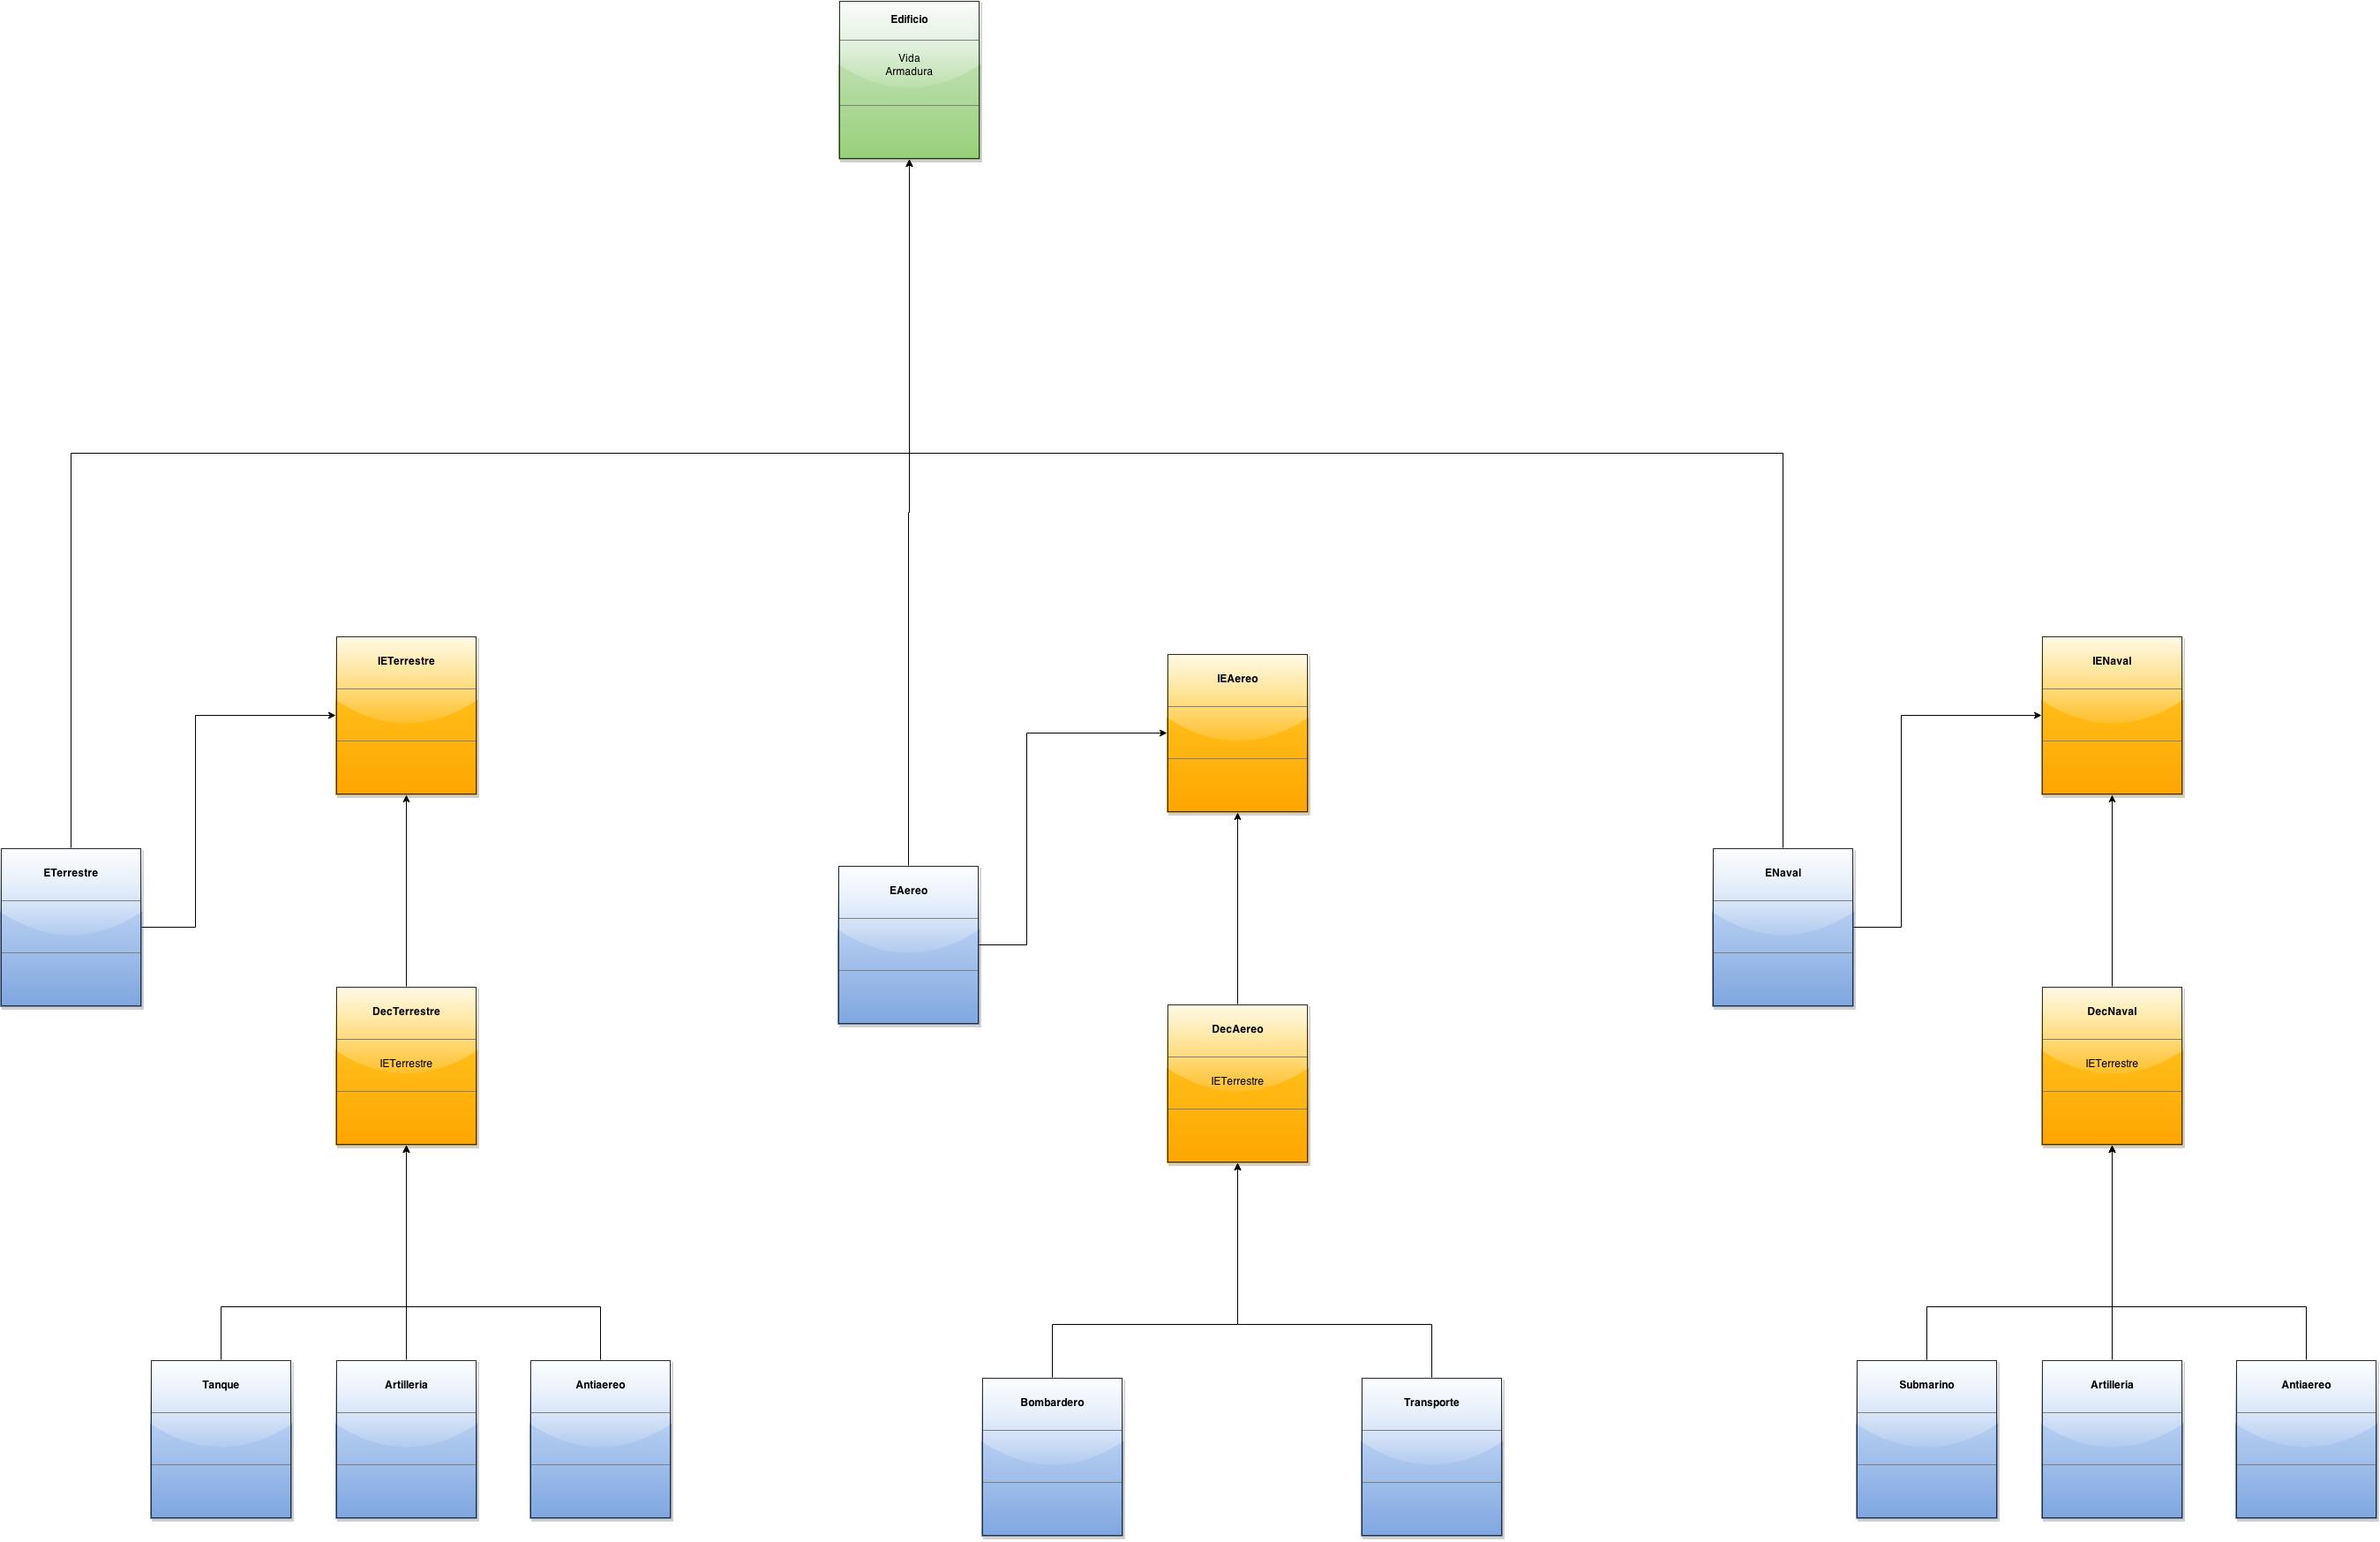 Edificio
Vida
Armadura
IETerrestre
IEAereo
IENaval
ETerrestre
EAereo
ENaval
DecTerrestre
IETerrestre
DecAereo
IETerrestre
DecNaval
IETerrestre
Tanque
Artilleria
Antiaereo
Bombardero
Transporte
Submarino
Artilleria
Antiaereo